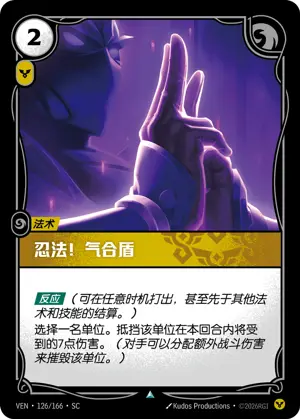 2
法术
忍法！气合盾
反应 （可在任意时机打出，甚至先于其他法
术和技能的结算。）
选择一名单位。抵挡该单位在本回合内将受
到的7点伤害。（对手可以分配额外战斗伤害
来摧毁该单位。）
VEN • 126/166 • SC
Kudos Productions • ©2026RGI